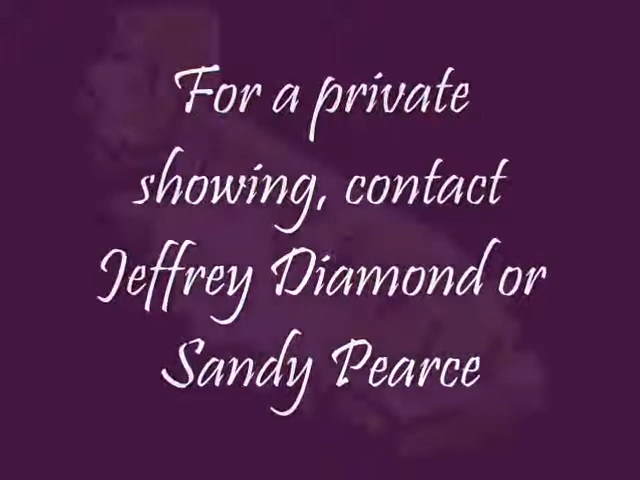 For a private
showing, contact
Jeffrey Diamond or
Sandy Pearce